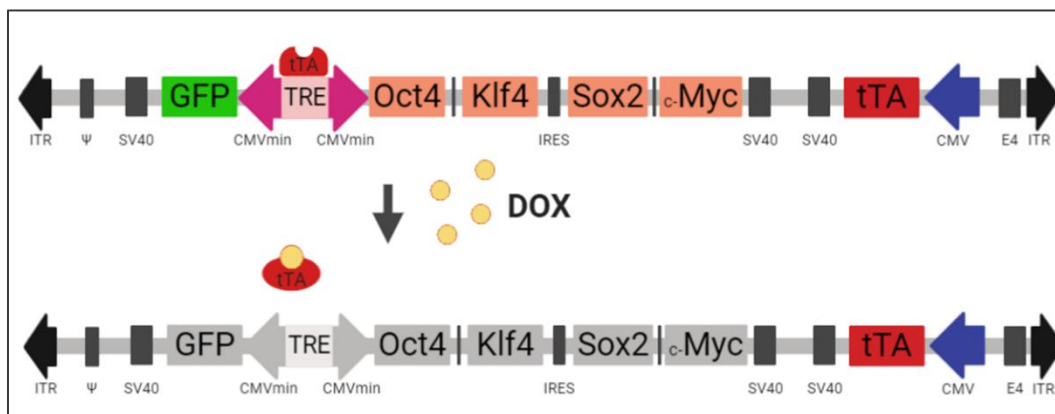 tTA
GFP TRE Oct4 Klf4 Sox2 c-Myc tTA
ITR Ψ SV40 CMVmin CMVmin IRES SV40 SV40 CMV E4 ITR
DOX
tTA
GFP TRE Oct4 Klf4 Sox2 c-Myc tTA
ITR Ψ SV40 CMVmin CMVmin IRES SV40 SV40 CMV E4 ITR